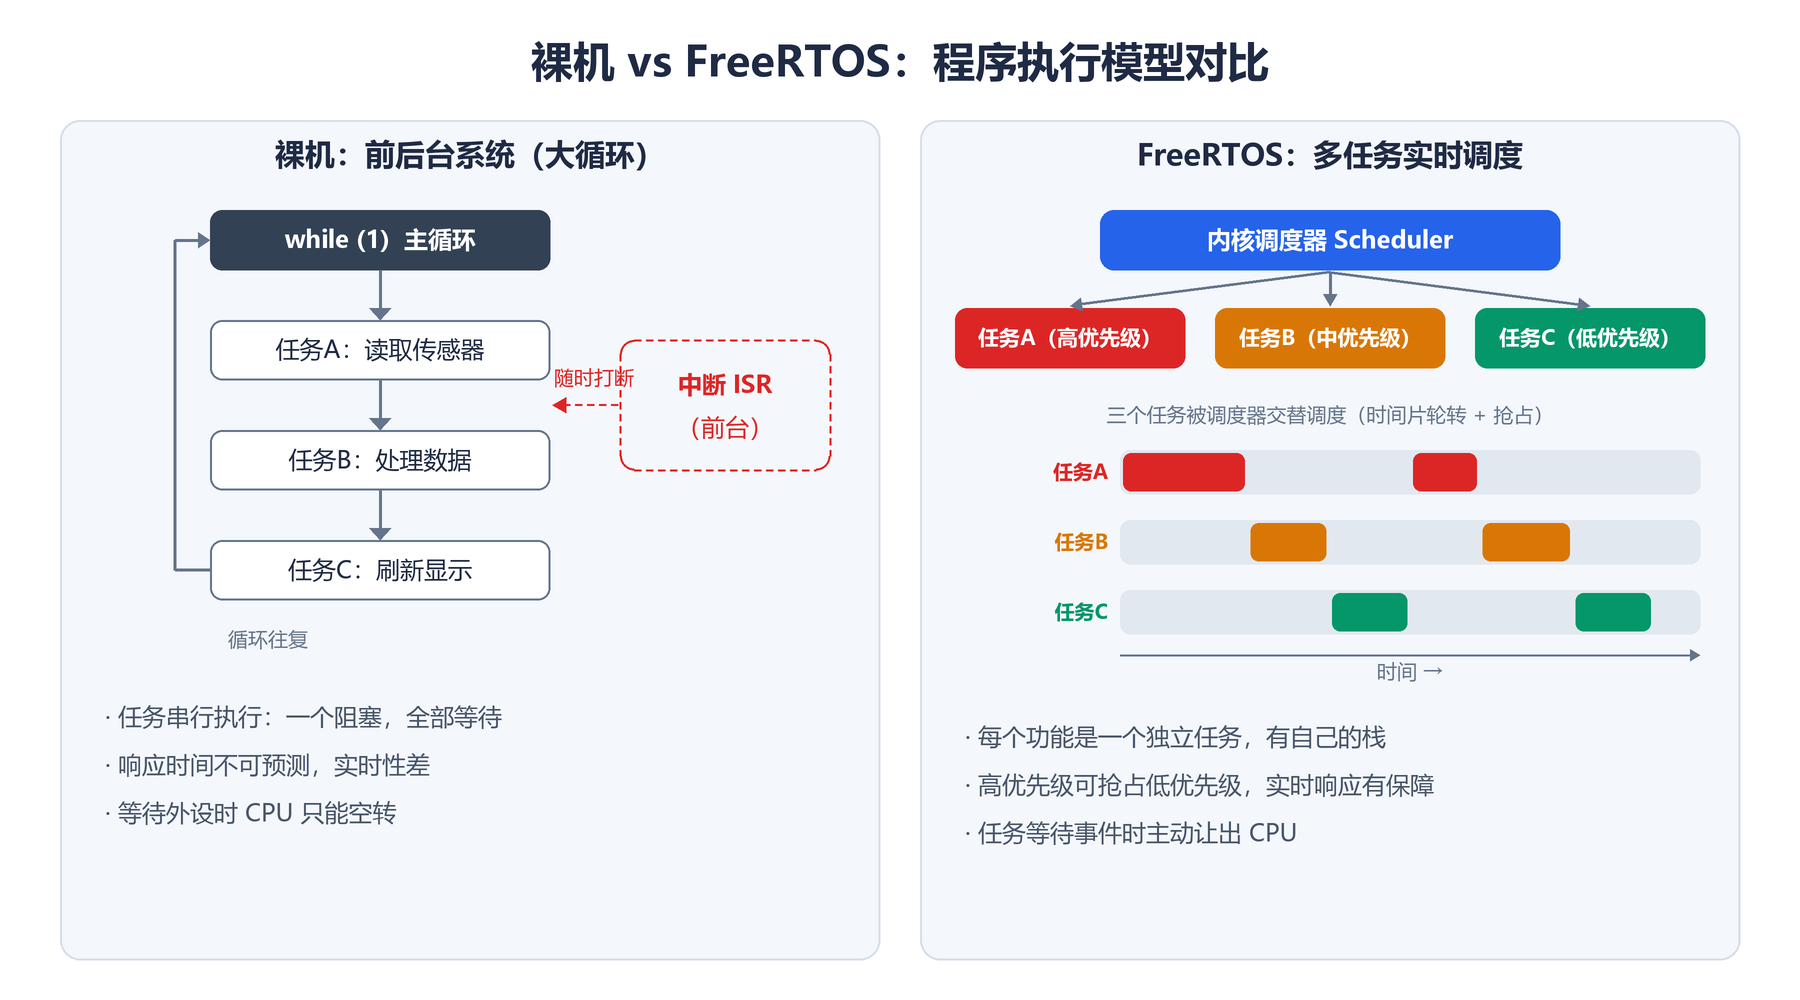 裸机 vs FreeRTOS：程序执行模型对比
裸机：前后台系统（大循环）
while (1) 主循环
任务A：读取传感器
随时打断
中断 ISR
（前台）
任务B：处理数据
任务C：刷新显示
循环往复
· 任务串行执行：一个阻塞，全部等待
· 响应时间不可预测，实时性差
· 等待外设时 CPU 只能空转
FreeRTOS：多任务实时调度
内核调度器 Scheduler
任务A（高优先级）
任务B（中优先级）
任务C（低优先级）
三个任务被调度器交替调度（时间片轮转 + 抢占）
任务A
任务B
任务C
时间 →
· 每个功能是一个独立任务，有自己的栈
· 高优先级可抢占低优先级，实时响应有保障
· 任务等待事件时主动让出 CPU